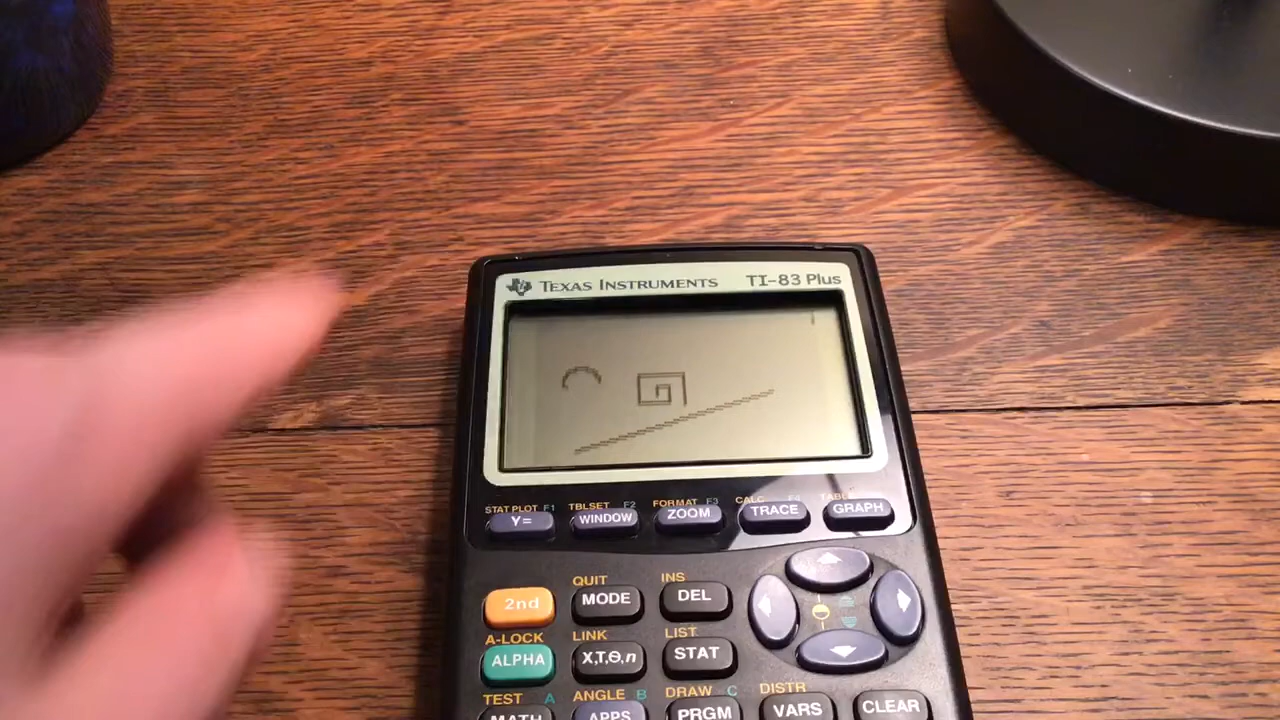 TEXAS INSTRUMENTS TI-83 Plus
STAT PLOT F1 TBLSET F2 FORMAT F3 CALC F4 TABLE
Y= WINDOW ZOOM TRACE GRAPH
QUIT INS
2nd MODE DEL
A-LOCK LINK LIST
ALPHA X,T,Θ,n STAT
TEST A ANGLE B DRAW C DISTR
MATH APPS PRGM VARS CLEAR